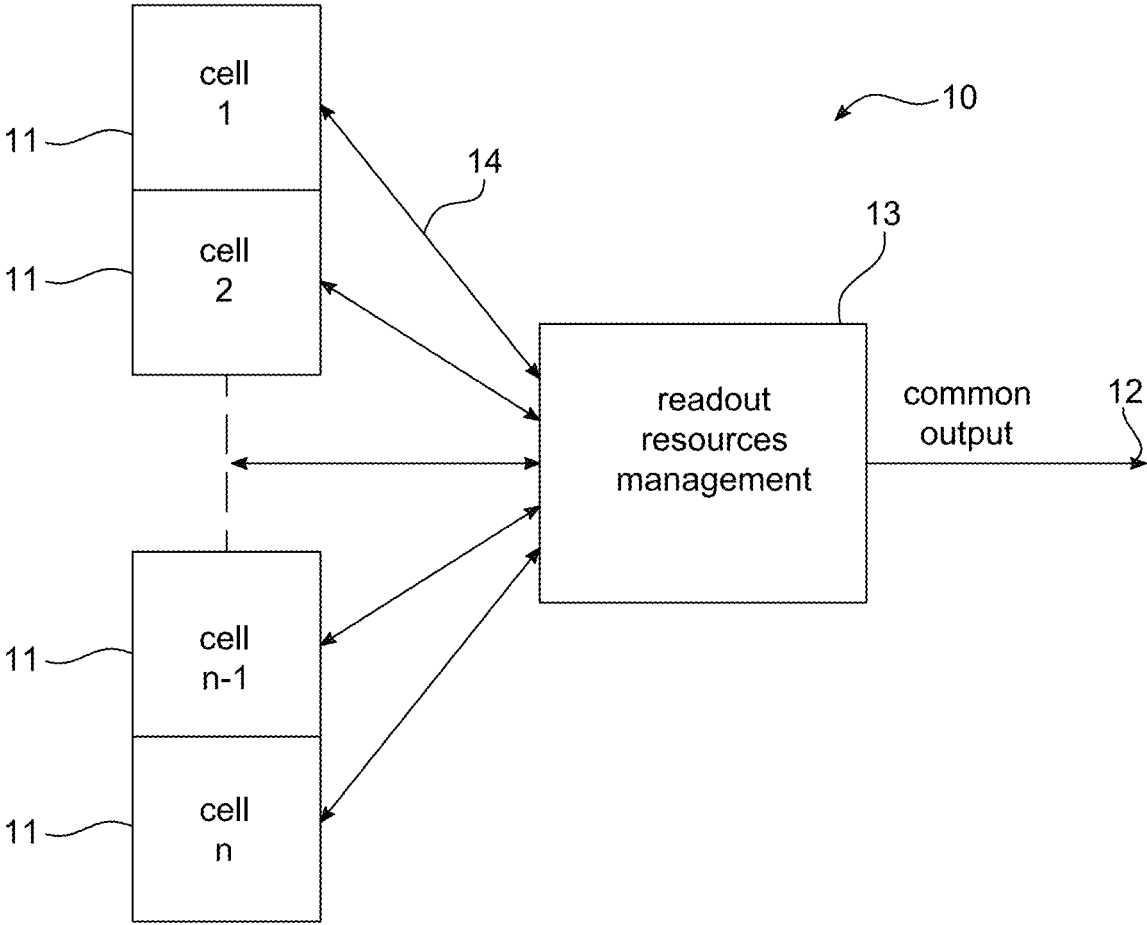 cell
1
10
11
14
cell
2
13
11
readout
resources
management
common
output
12
cell
n-1
11
cell
n
11